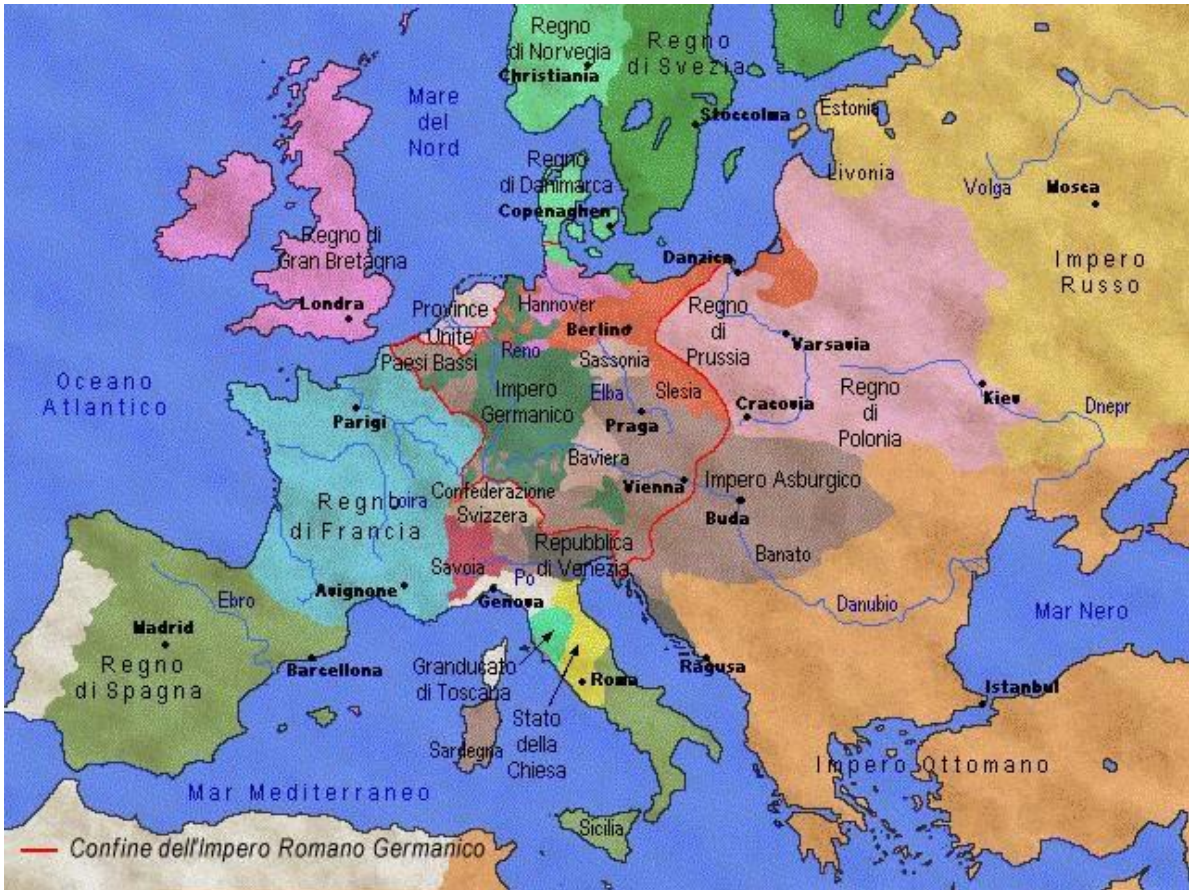 Regno
di Norvegia
Christiania
Regno
di Svezia
Stoccolma
Mare
del
Nord
Estonia
Livonia
Volga
Mosca
Impero
Russo
Regno
di Danimarca
Copenaghen
Regno di
Gran Bretagna
Londra
Danzica
Province
Unite
Hannover
Berlino
Regno
di
Prussia
Varsavia
Paesi Bassi
Reno
Sassonia
Oceano
Atlantico
Impero
Germanico
Elba
Slesia
Regno
di
Polonia
Kiev
Dnepr
Parigi
Praga
Cracovia
Baviera
Vienna
Impero Asburgico
Buda
Regno
di Francia
Loira
Confederazione
Svizzera
Repubblica
di Venezia
Banato
Savoia
Po
Avignone
Genova
Ebro
Danubio
Mar Nero
Madrid
Regno
di Spagna
Barcellona
Granducato
di Toscana
Roma
Ragusa
Istanbul
Stato
della
Chiesa
Sardegna
Impero Ottomano
Mar Mediterraneo
Sicilia
Confine dell'Impero Romano Germanico